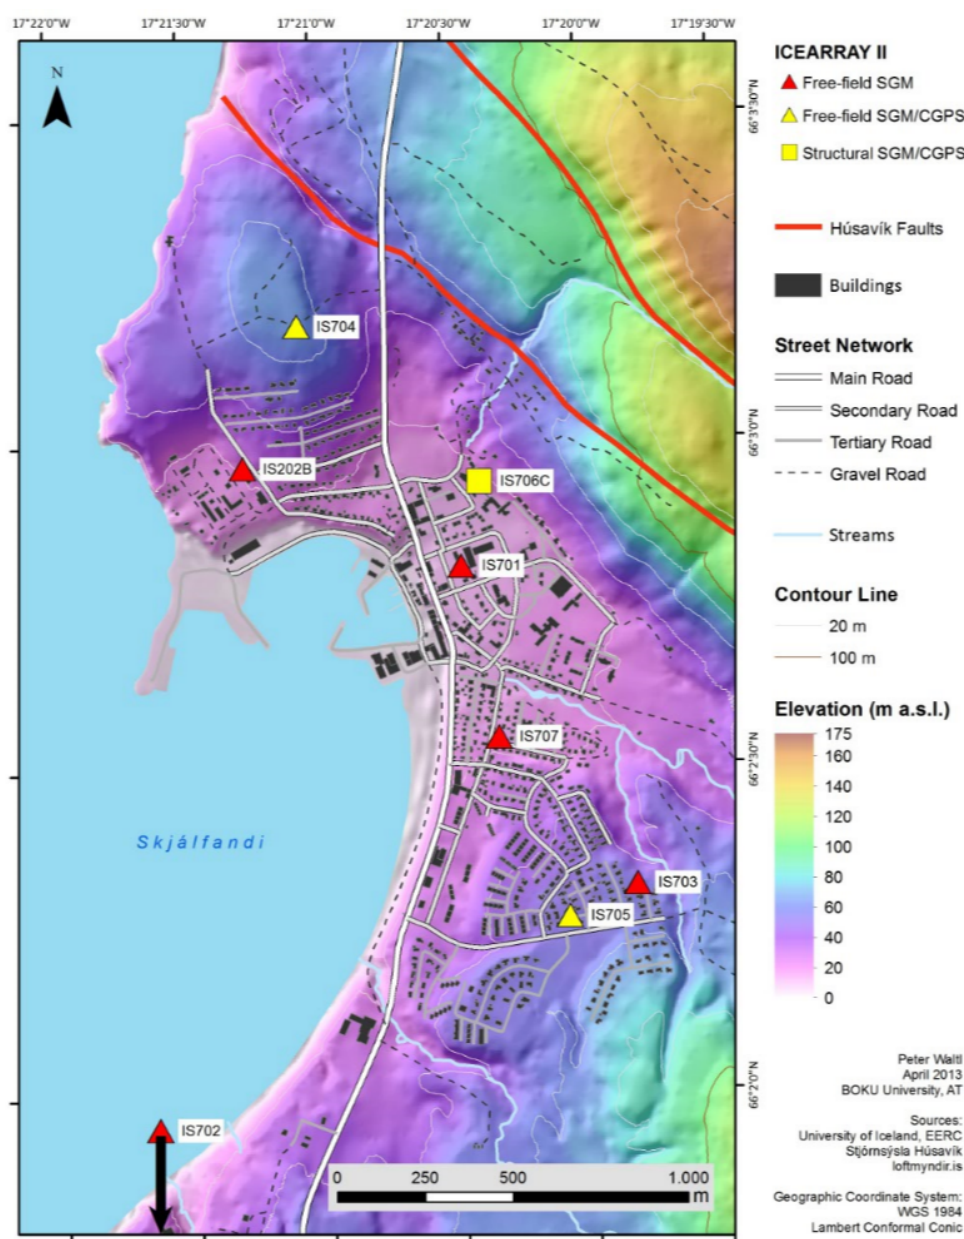 17°22'0"W
17°21'30"W
17°21'0"W
17°20'30"W
17°20'0"W
17°19'30"W
N
66°3'30"N
66°3'0"N
66°2'30"N
66°2'0"N
IS704
IS202B
IS706C
IS701
IS707
IS703
IS705
IS702
Skjálfandi
0 250 500 1.000
m
ICEARRAY II
Free-field SGM
Free-field SGM/CGPS
Structural SGM/CGPS
Húsavík Faults
Buildings
Street Network
Main Road
Secondary Road
Tertiary Road
Gravel Road
Streams
Contour Line
20 m
100 m
Elevation (m a.s.l.)
175
160
140
120
100
80
60
40
20
0
Peter Waltl
April 2013
BOKU University, AT
Sources:
University of Iceland, EERC
Stjórnsýsla Húsavík
loftmyndir.is
Geographic Coordinate System:
WGS 1984
Lambert Conformal Conic